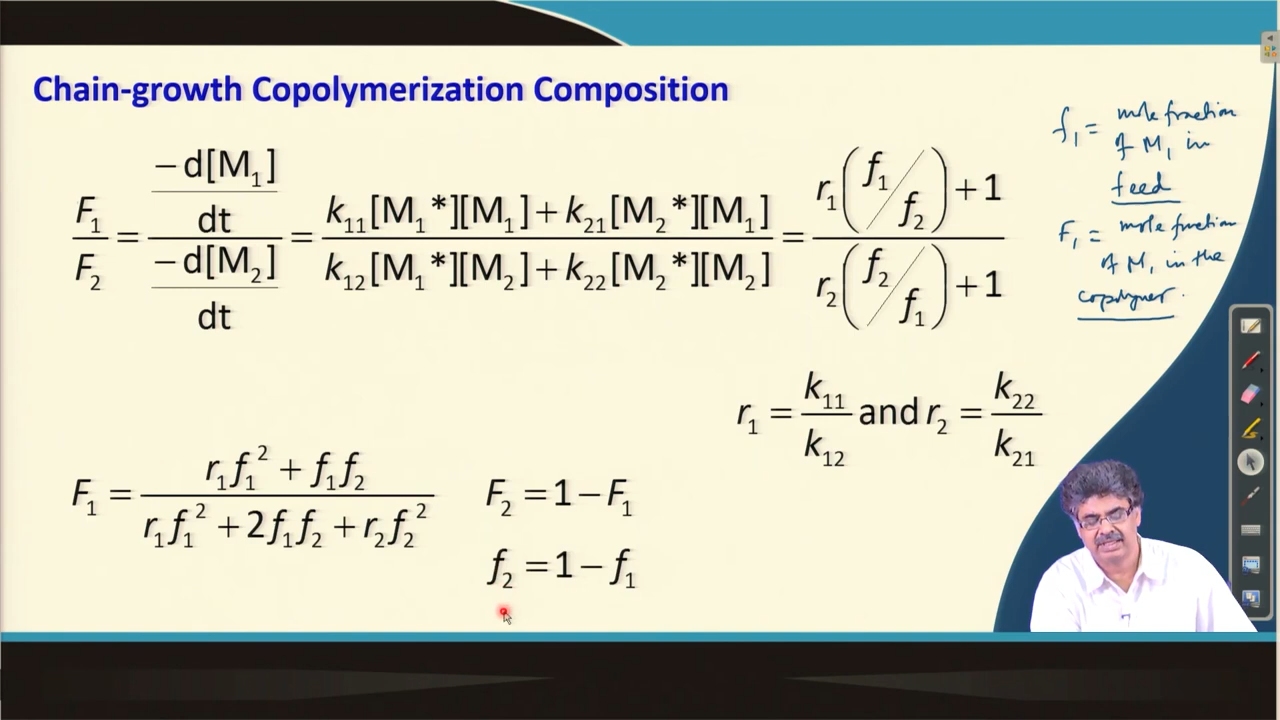 Chain-growth Copolymerization Composition
F₁/F₂ = (−d[M₁]/dt)/(−d[M₂]/dt) = (k₁₁[M₁*][M₁]+k₂₁[M₂*][M₁])/(k₁₂[M₁*][M₂]+k₂₂[M₂*][M₂]) = (r₁(f₁/f₂)+1)/(r₂(f₂/f₁)+1)
f₁ = mole fraction
of M₁ in
feed
F₁ = mole fraction
of M₁ in the
copolymer.
r₁ = k₁₁/k₁₂ and r₂ = k₂₂/k₂₁
F₁ = (r₁f₁² + f₁f₂)/(r₁f₁² + 2f₁f₂ + r₂f₂²)
F₂ = 1 − F₁
f₂ = 1 − f₁